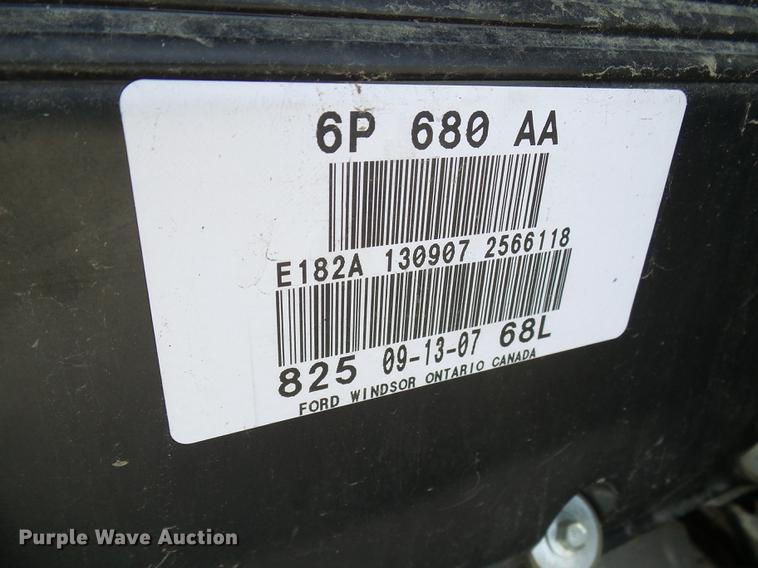 6P 680 AA
E182A 130907 2566118
825 09-13-07 68L
FORD WINDSOR ONTARIO CANADA
Purple Wave Auction